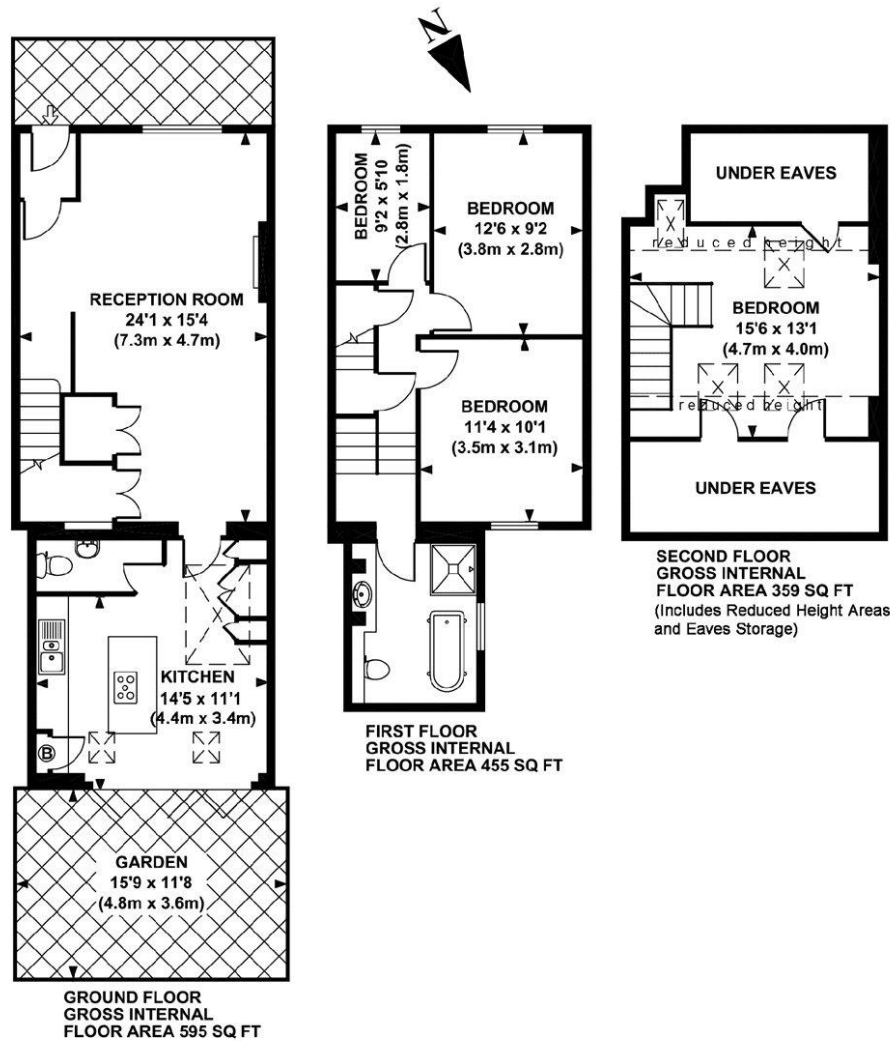 N
RECEPTION ROOM
24'1 x 15'4
(7.3m x 4.7m)
KITCHEN
14'5 x 11'1
(4.4m x 3.4m)
B
GARDEN
15'9 x 11'8
(4.8m x 3.6m)
GROUND FLOOR
GROSS INTERNAL
FLOOR AREA 595 SQ FT
BEDROOM
9'2 x 5'10
(2.8m x 1.8m)
BEDROOM
12'6 x 9'2
(3.8m x 2.8m)
BEDROOM
11'4 x 10'1
(3.5m x 3.1m)
FIRST FLOOR
GROSS INTERNAL
FLOOR AREA 455 SQ FT
UNDER EAVES
reduced height
BEDROOM
15'6 x 13'1
(4.7m x 4.0m)
reduced height
UNDER EAVES
SECOND FLOOR
GROSS INTERNAL
FLOOR AREA 359 SQ FT
(Includes Reduced Height Areas
and Eaves Storage)